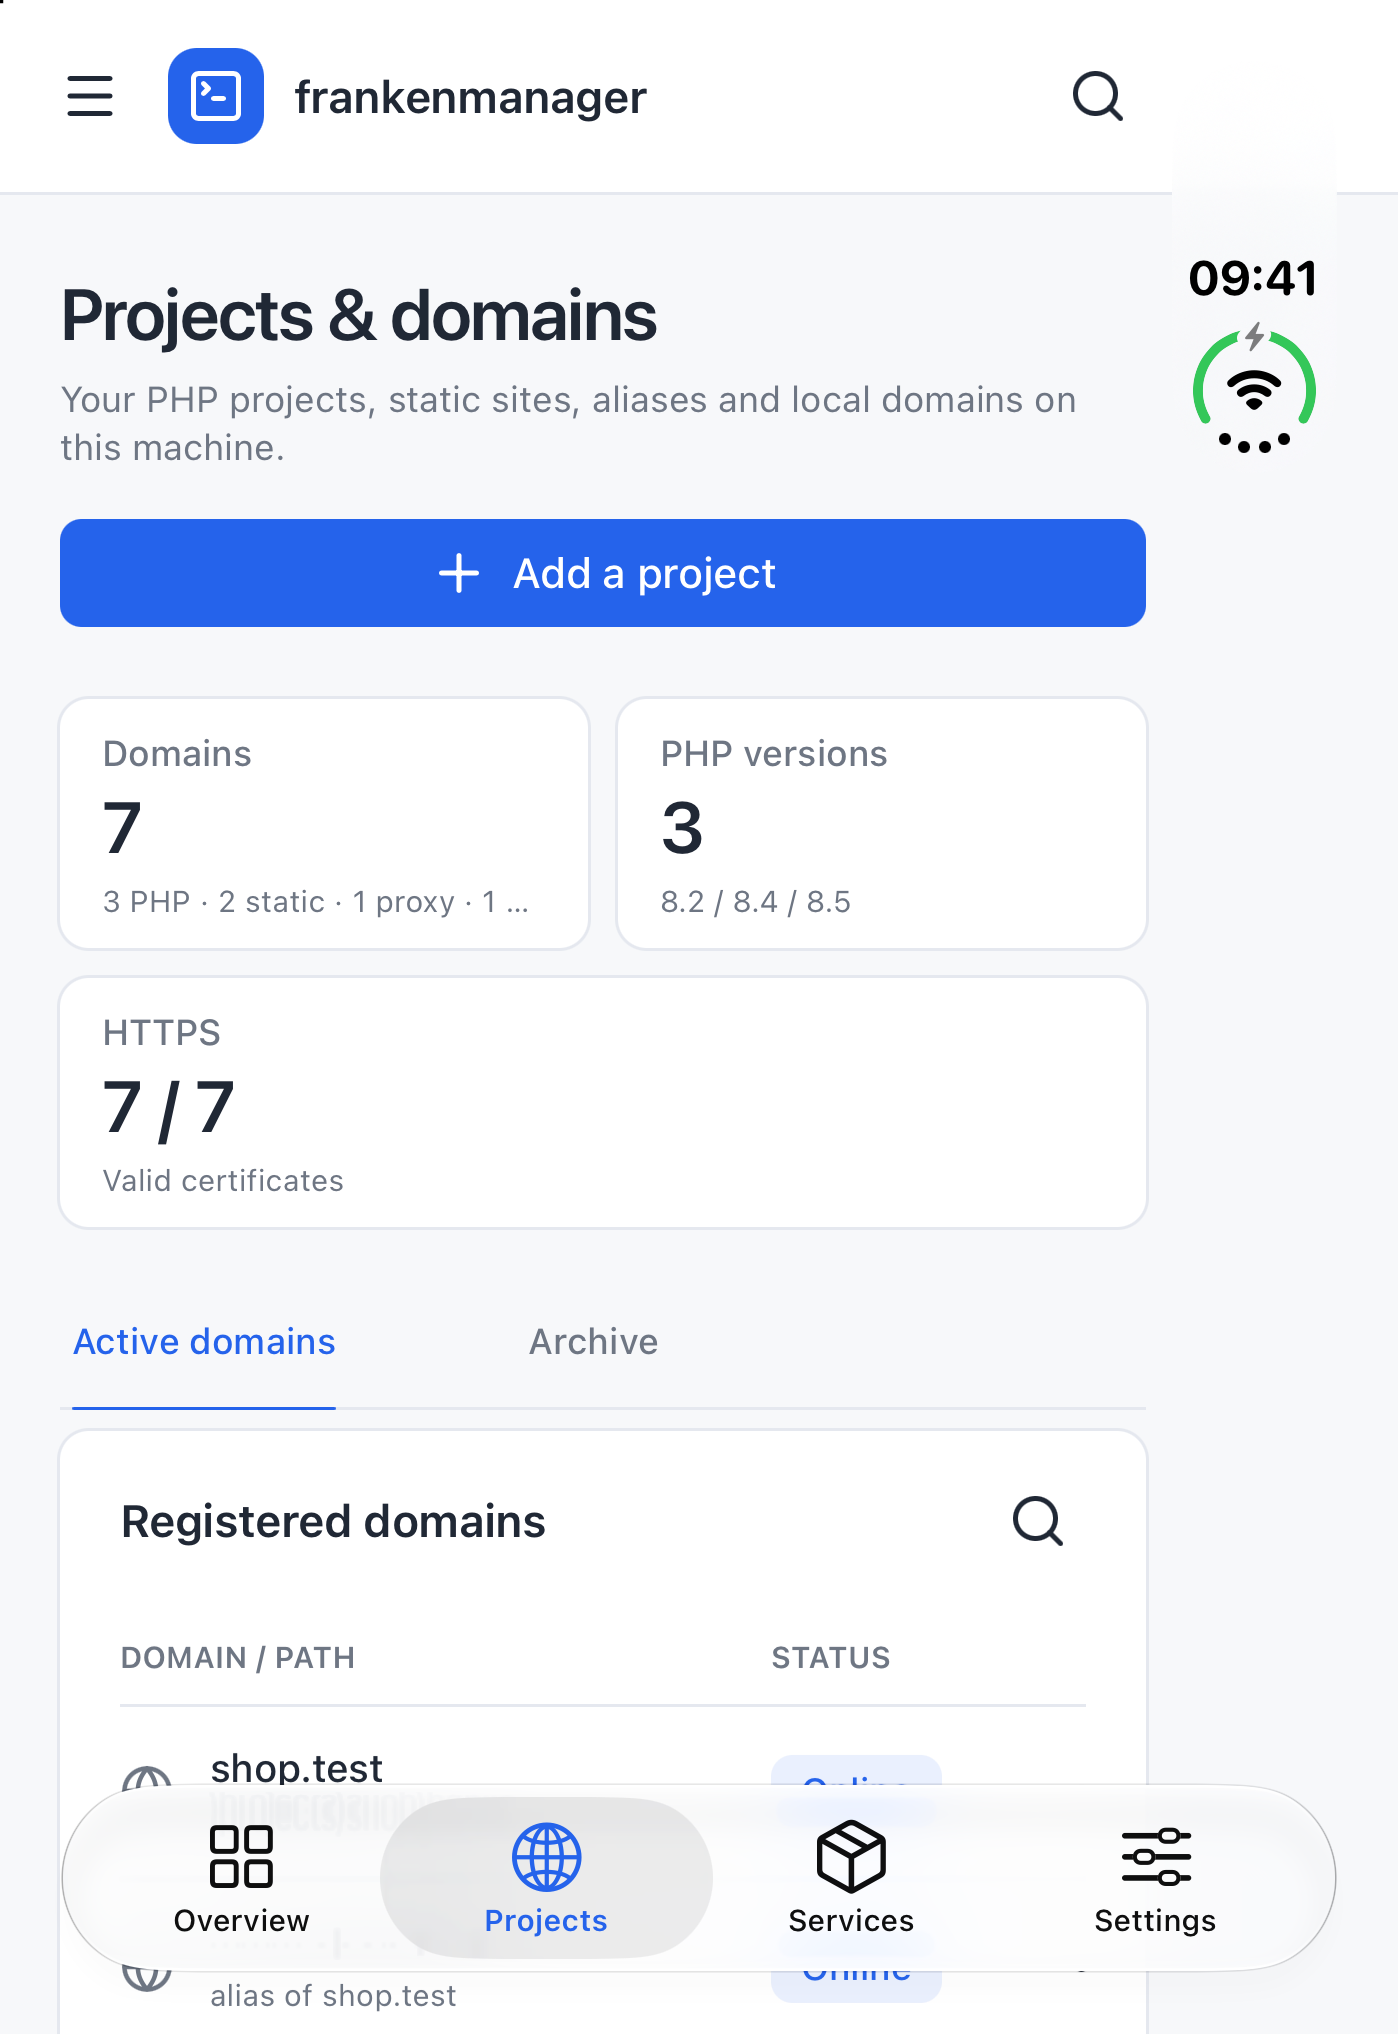 frankenmanager
09:41
Projects & domains
Your PHP projects, static sites, aliases and local domains on
this machine.
Add a project
Domains
7
3 PHP · 2 static · 1 proxy · 1 ...
PHP versions
3
8.2 / 8.4 / 8.5
HTTPS
7 / 7
Valid certificates
Active domains
Archive
Registered domains
DOMAIN / PATH
STATUS
shop.test
Online
Online
alias of shop.test
Overview
Projects
Services
Settings